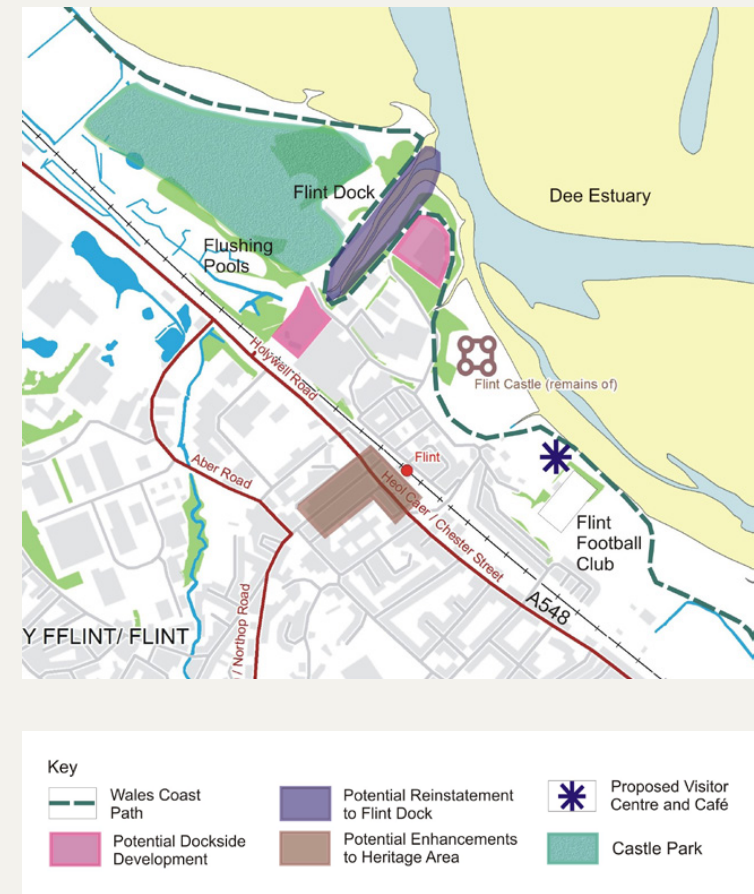 Flint Dock
Dee Estuary
Flushing
Pools
Holywell Road
Flint Castle (remains of)
Flint
Aber Road
Heol Caer / Chester Street
Flint
Football
Club
A548
Y FFLINT/ FLINT
/ Northop Road
Key
Wales Coast
Path
Potential Reinstatement
to Flint Dock
Proposed Visitor
Centre and Café
Potential Dockside
Development
Potential Enhancements
to Heritage Area
Castle Park